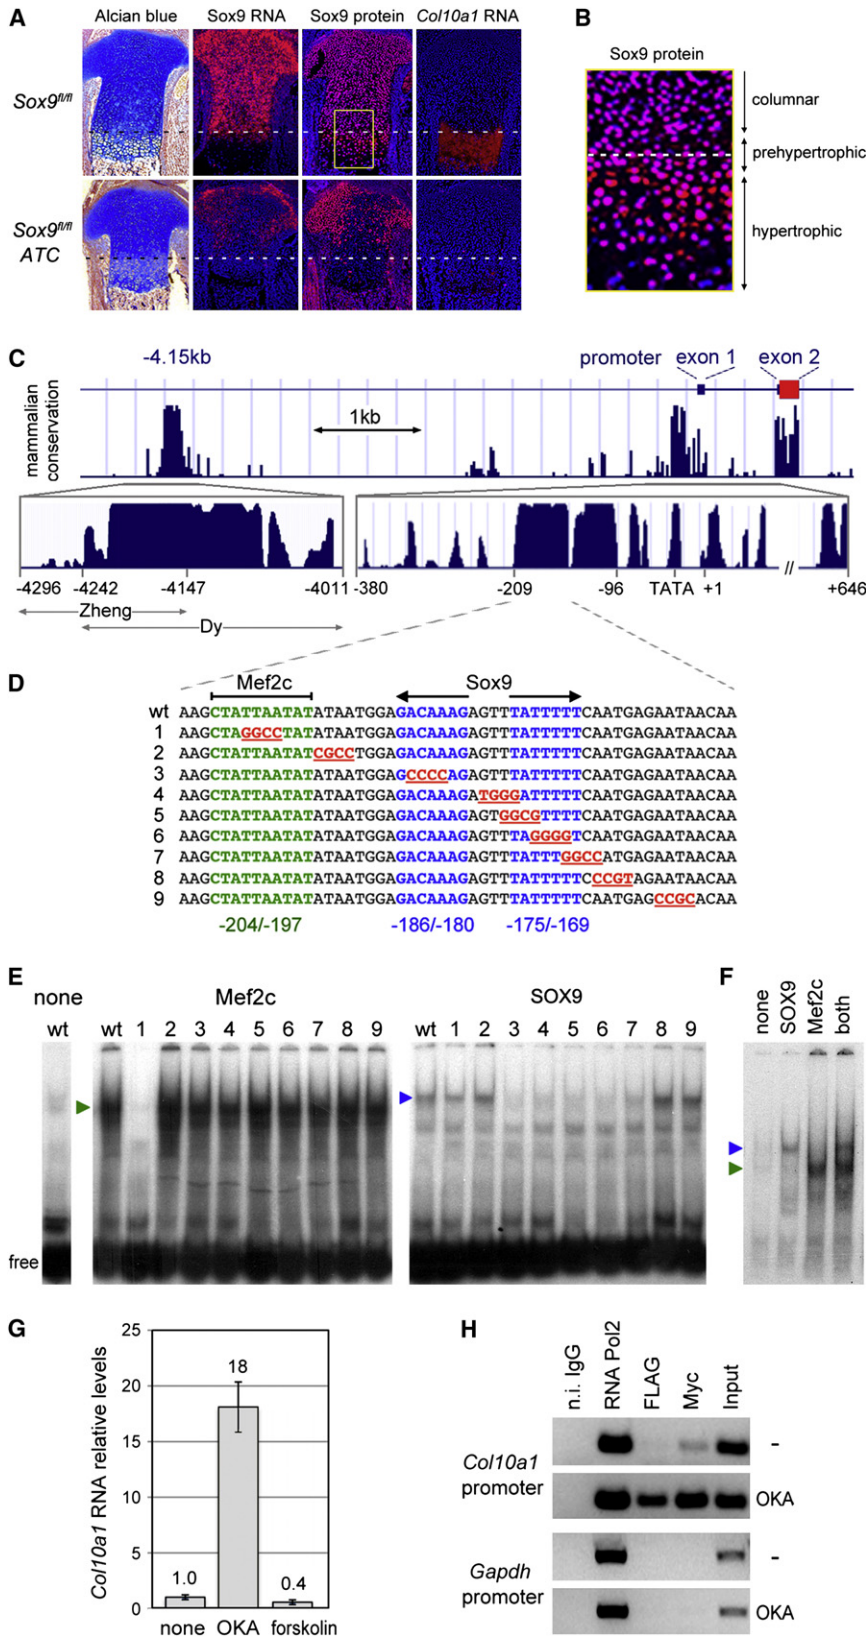 A
Alcian blue Sox9 RNA Sox9 protein Col10a1 RNA
Sox9fl/fl
Sox9fl/fl ATC
B
Sox9 protein
columnar
prehypertrophic
hypertrophic
C
-4.15kb promoter exon 1 exon 2
mammalian conservation
1kb
-4296 -4242 -4147 -4011 -380 -209 -96 TATA +1 // +646
Zheng
Dy
D
Mef2c Sox9
wt AAGCTATTAATATATAATGGAGACAAAGAGTTTATTTTTCAATGAGAATAACAA
1 AAGCTAGGCCTATATAATGGAGACAAAGAGTTTATTTTTCAATGAGAATAACAA
2 AAGCTATTAATATCGCCTGGAGACAAAGAGTTTATTTTTCAATGAGAATAACAA
3 AAGCTATTAATATATAATGGAGCCCCAGAGTTTATTTTTCAATGAGAATAACAA
4 AAGCTATTAATATATAATGGAGACAAAGATGGGATTTTTCAATGAGAATAACAA
5 AAGCTATTAATATATAATGGAGACAAAGAGTGGCGTTTTCAATGAGAATAACAA
6 AAGCTATTAATATATAATGGAGACAAAGAGTTTAGGGGTCAATGAGAATAACAA
7 AAGCTATTAATATATAATGGAGACAAAGAGTTTATTTGGCCATGAGAATAACAA
8 AAGCTATTAATATATAATGGAGACAAAGAGTTTATTTTTCCCGTAGAATAACAA
9 AAGCTATTAATATATAATGGAGACAAAGAGTTTATTTTTCAATGAGCCGCACAA
-204/-197 -186/-180 -175/-169
E
none Mef2c SOX9
wt wt 1 2 3 4 5 6 7 8 9 wt 1 2 3 4 5 6 7 8 9
free
F
none SOX9 Mef2c both
G
Col10a1 RNA relative levels
25
20
15
10
5
0
1.0 18 0.4
none OKA forskolin
H
n.i. IgG RNA Pol2 FLAG Myc Input
Col10a1 promoter
-
OKA
Gapdh promoter
-
OKA